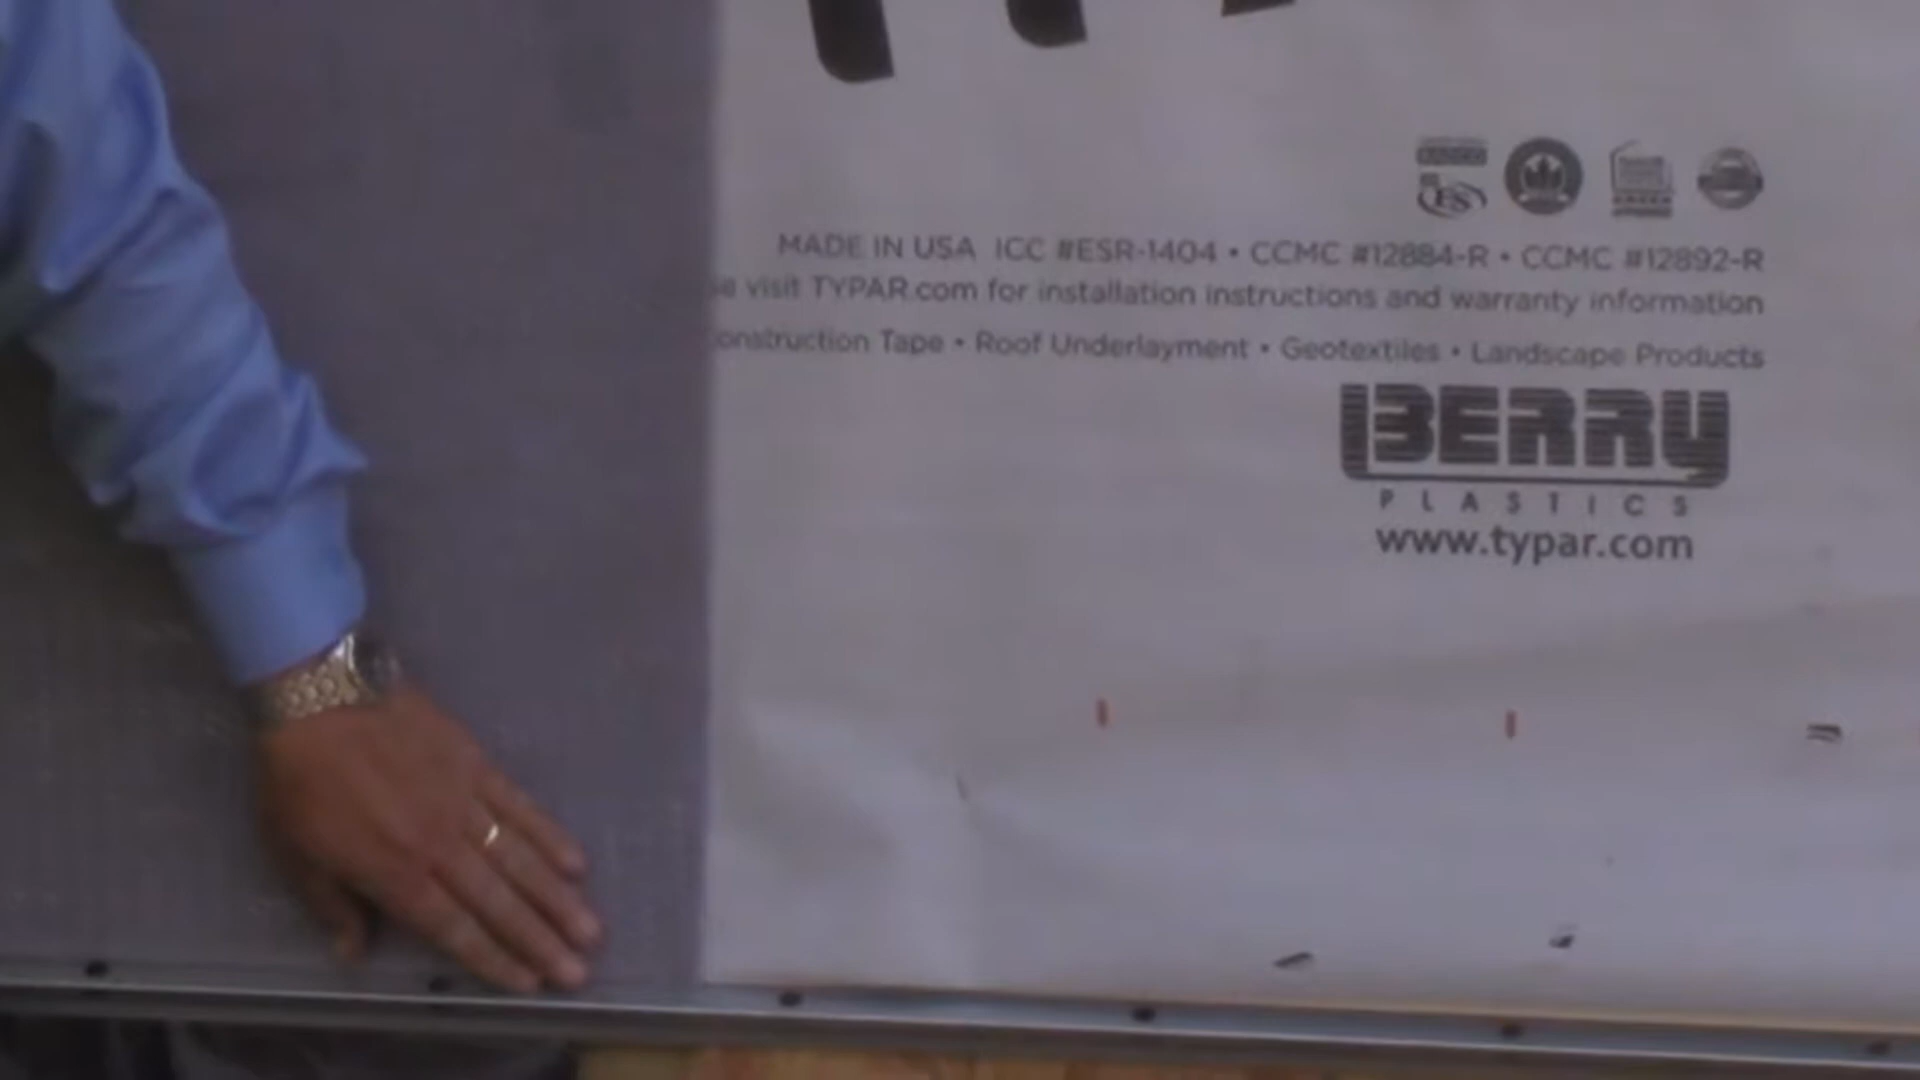 MADE IN USA ICC #ESR-1404 • CCMC #12884-R • CCMC #12892-R
visit TYPAR.com for installation instructions and warranty information
Tape • Roof Underlayment • Geotextiles • Landscape Products
BERRY
PLASTICS
www.typar.com